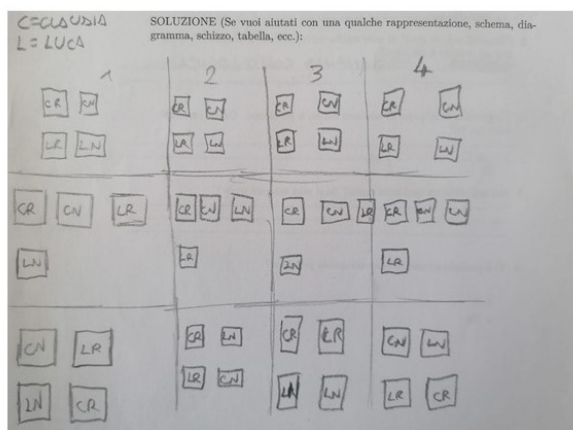 C=CLAUDIA
SOLUZIONE (Se vuoi aiutati con una qualche rappresentazione, schema, dia-
L=LUCA
gramma, schizzo, tabella, ecc.):
1 2 3 4
CR CN CR CN CR CN CR CN
LR LN LR LN LR LN LR LN
CR CN LR CR CN LN CR CN LR CR CN
LN LR LN LR
CN LR CR LN CR LR CN LN
LN CR LR CN LN LR CR